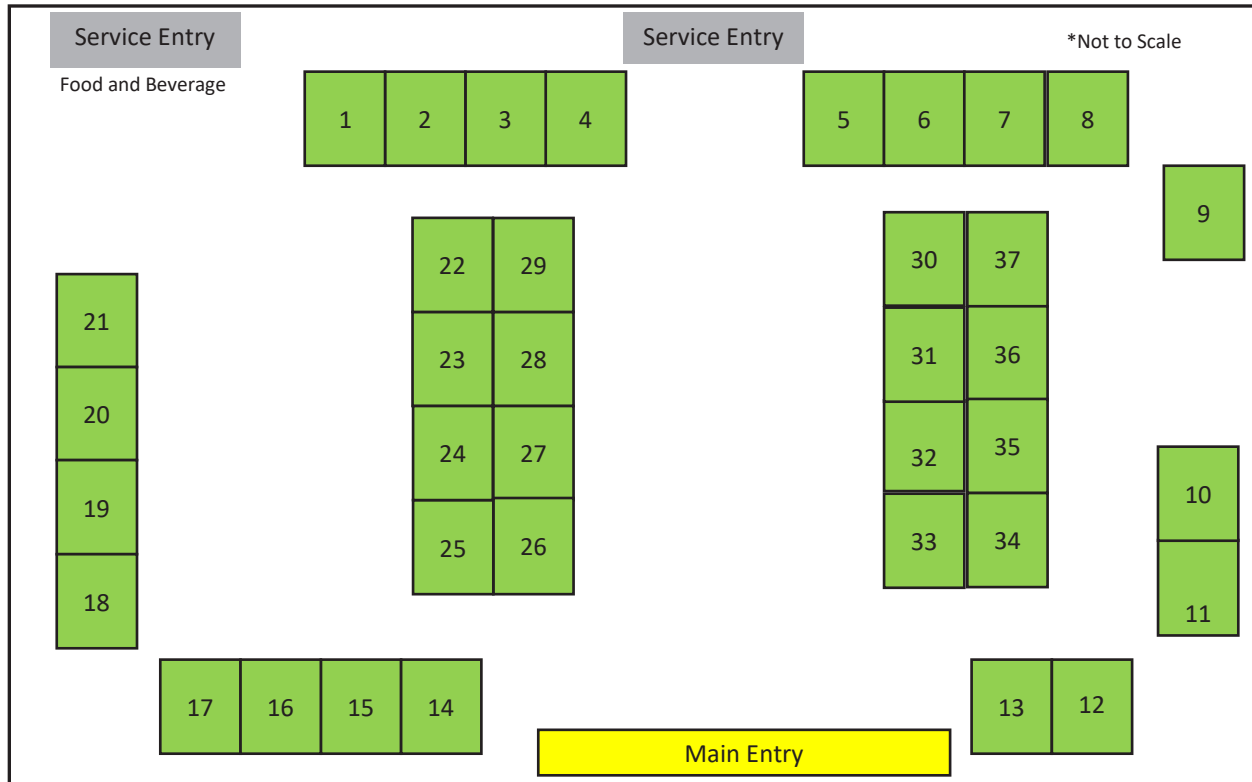 Service Entry
Service Entry
*Not to Scale
Food and Beverage
1 2 3 4
5 6 7 8
9
22 29
30 37
21
23 28
31 36
20
24 27
32 35
10
19
25 26
33 34
18
11
17 16 15 14
13 12
Main Entry